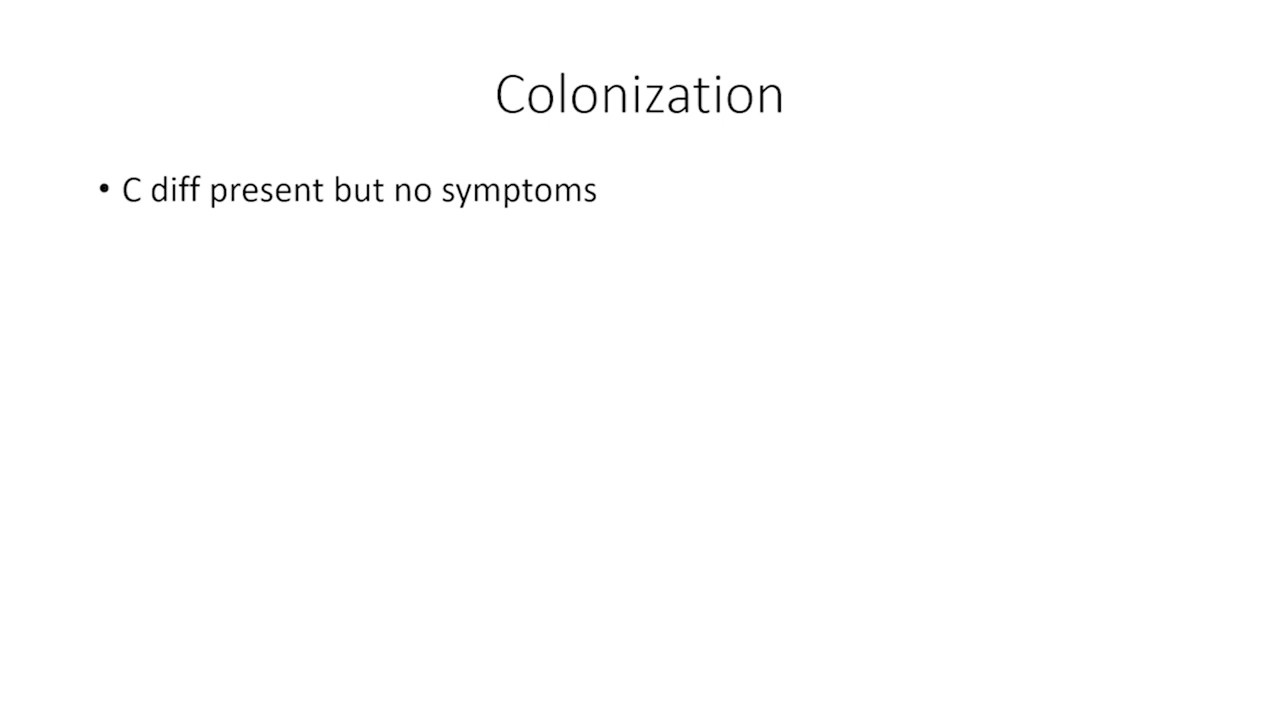 Colonization
• C diff present but no symptoms